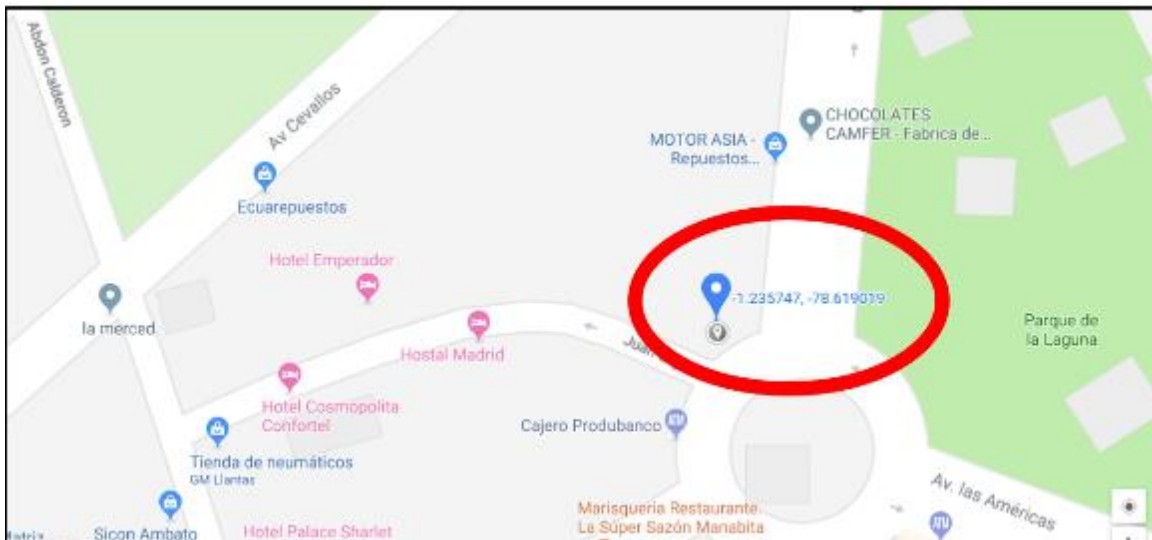 Abdon Calderon
Av Cevallos
CHOCOLATES
CAMFER - Fabrica de...
MOTOR ASIA -
Repuestos...
Ecuarepuestos
Hotel Emperador
-1.235747, -78.619019
la merced
Parque de
la Laguna
Juan
Hostal Madrid
Hotel Cosmopolita
Confortel
Cajero Produbanco
Tienda de neumáticos
GM Llantas
Av. las Américas
Marisqueria Restaurante
La Súper Sazón Manabita
Sicon Ambato
Hotel Palace Sharlet